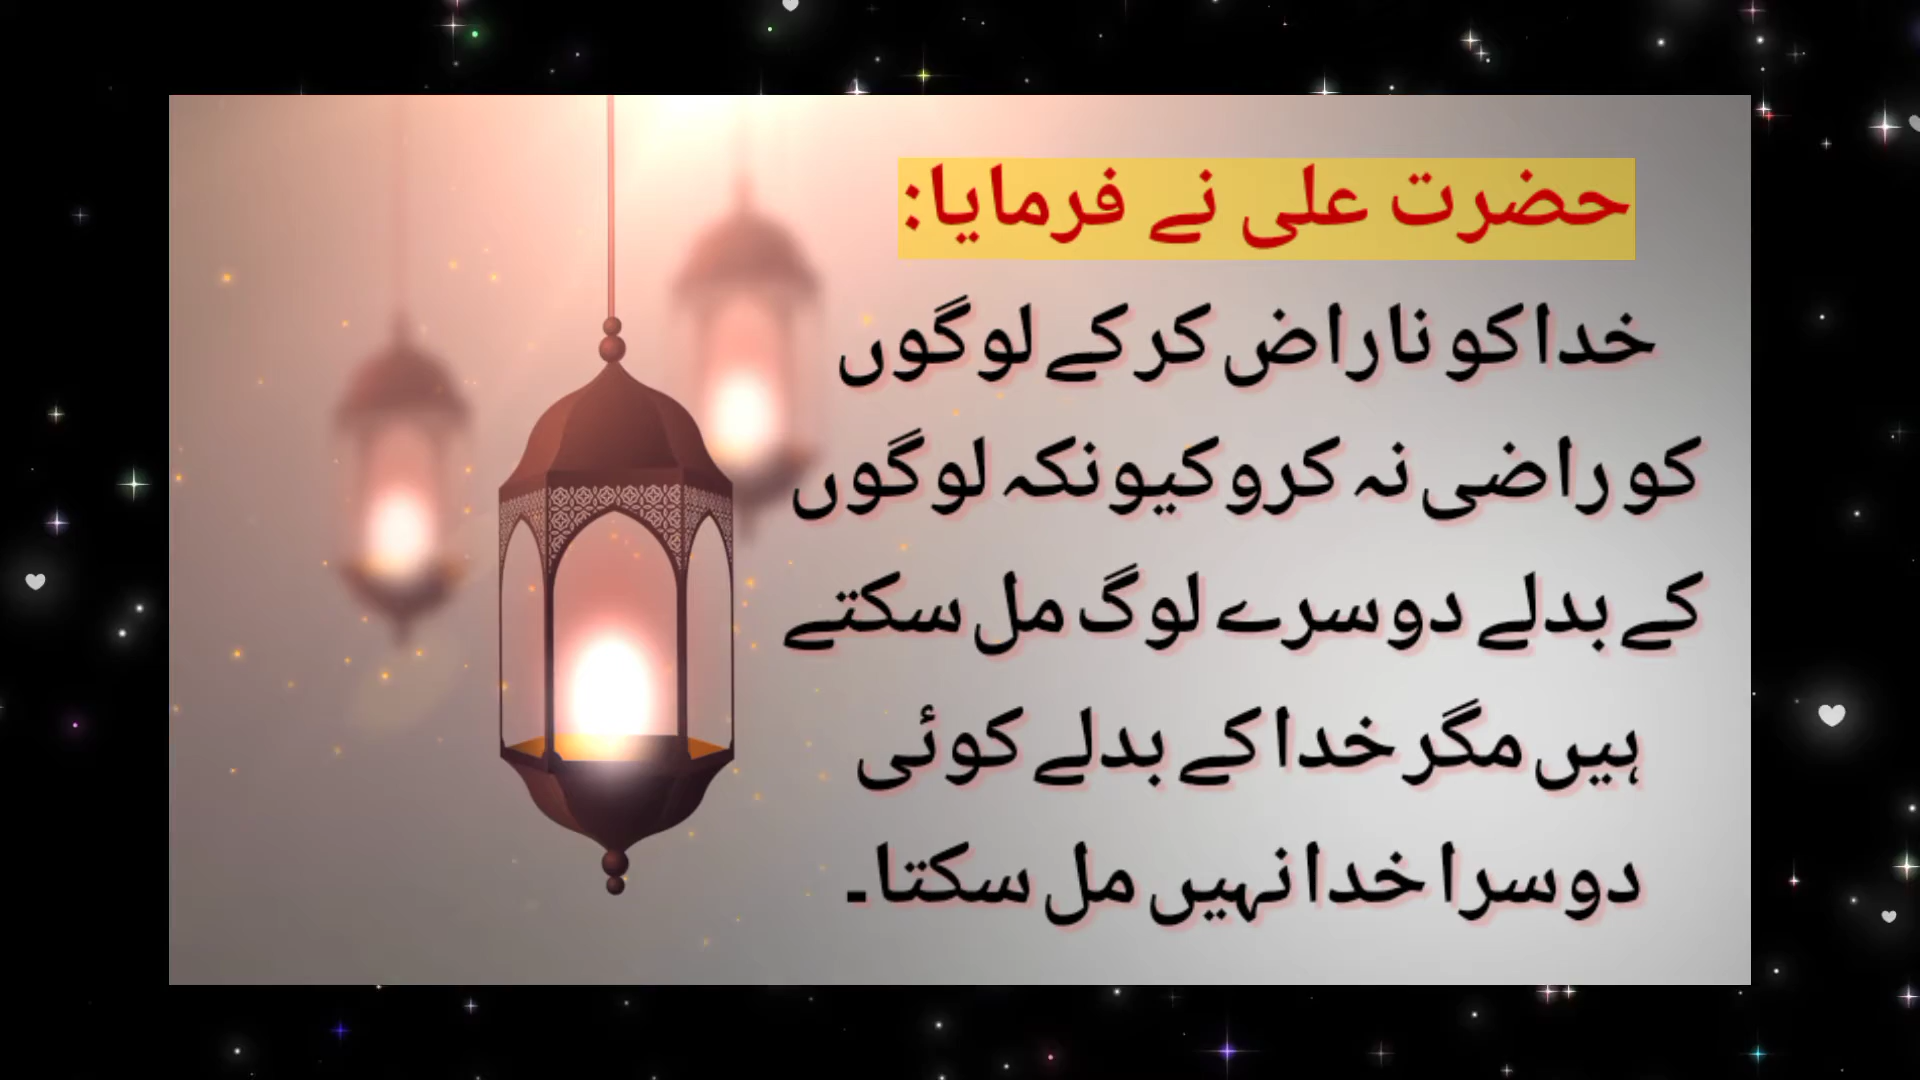 حضرت علی نے فرمایا:
خدا کو ناراض کر کے لوگوں
کو راضی نہ کرو کیونکہ لوگوں
کے بدلے دوسرے لوگ مل سکتے
ہیں مگر خدا کے بدلے کوئی
دوسرا خدا نہیں مل سکتا۔